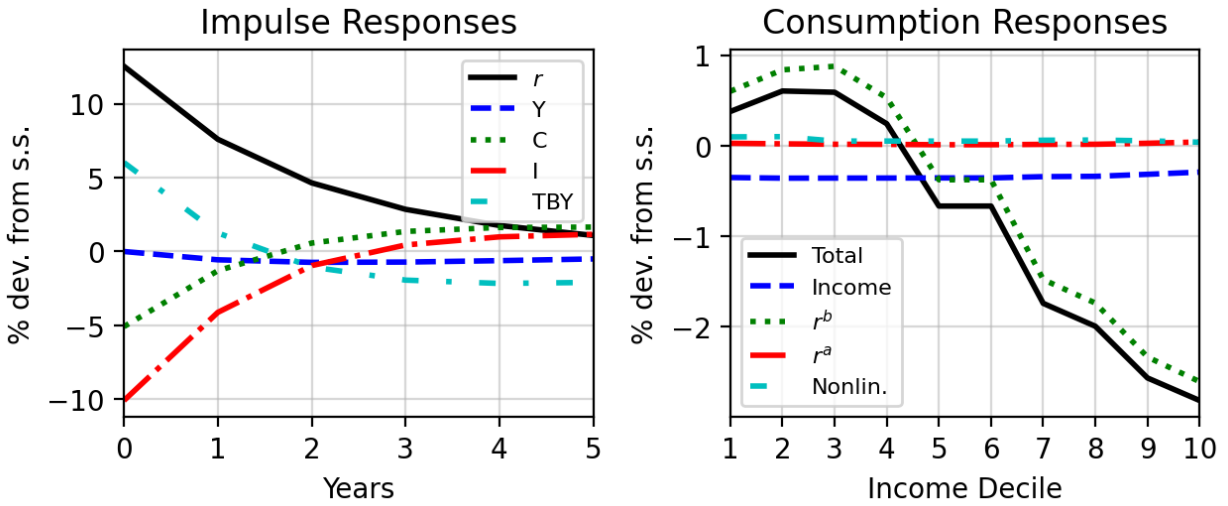 Impulse Responses
% dev. from s.s.
10
5
0
−5
−10
r
Y
C
I
TBY
0 1 2 3 4 5
Years
Consumption Responses
% dev. from s.s.
1
0
−1
−2
Total
Income
r^b
r^a
Nonlin.
1 2 3 4 5 6 7 8 9 10
Income Decile